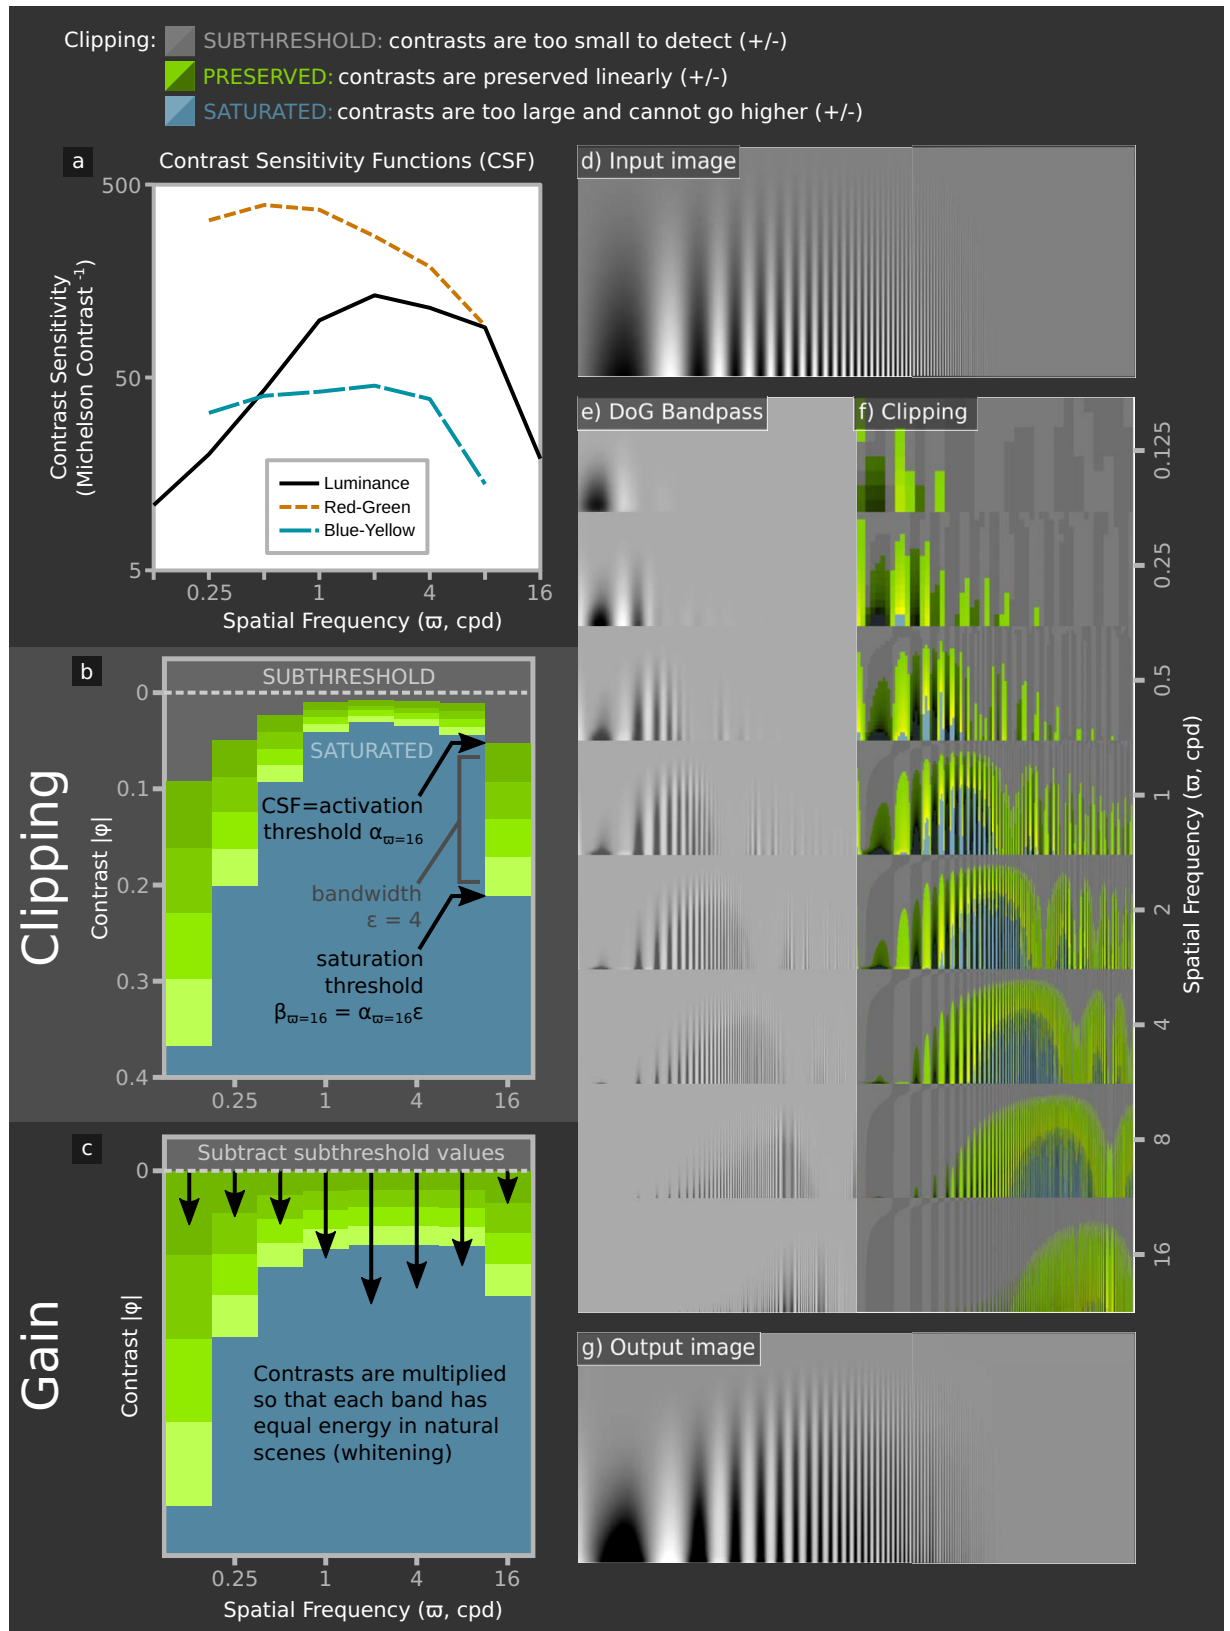 Clipping:
SUBTHRESHOLD: contrasts are too small to detect (+/-)
PRESERVED: contrasts are preserved linearly (+/-)
SATURATED: contrasts are too large and cannot go higher (+/-)
a
Contrast Sensitivity Functions (CSF)
500
50
5
Contrast Sensitivity
(Michelson Contrast⁻¹)
Luminance
Red-Green
Blue-Yellow
0.25 1 4 16
Spatial Frequency (ϖ, cpd)
Clipping
b
SUBTHRESHOLD
0
0.1
0.2
0.3
0.4
Contrast |φ|
SATURATED
CSF=activation
threshold αϖ=16
bandwidth
ε = 4
saturation
threshold
βϖ=16 = αϖ=16ε
0.25 1 4 16
Gain
c
Subtract subthreshold values
0
Contrast |φ|
Contrasts are multiplied
so that each band has
equal energy in natural
scenes (whitening)
0.25 1 4 16
Spatial Frequency (ϖ, cpd)
d) Input image
e) DoG Bandpass
f) Clipping
0.125
0.25
0.5
1
2
4
8
16
Spatial Frequency (ϖ, cpd)
g) Output image